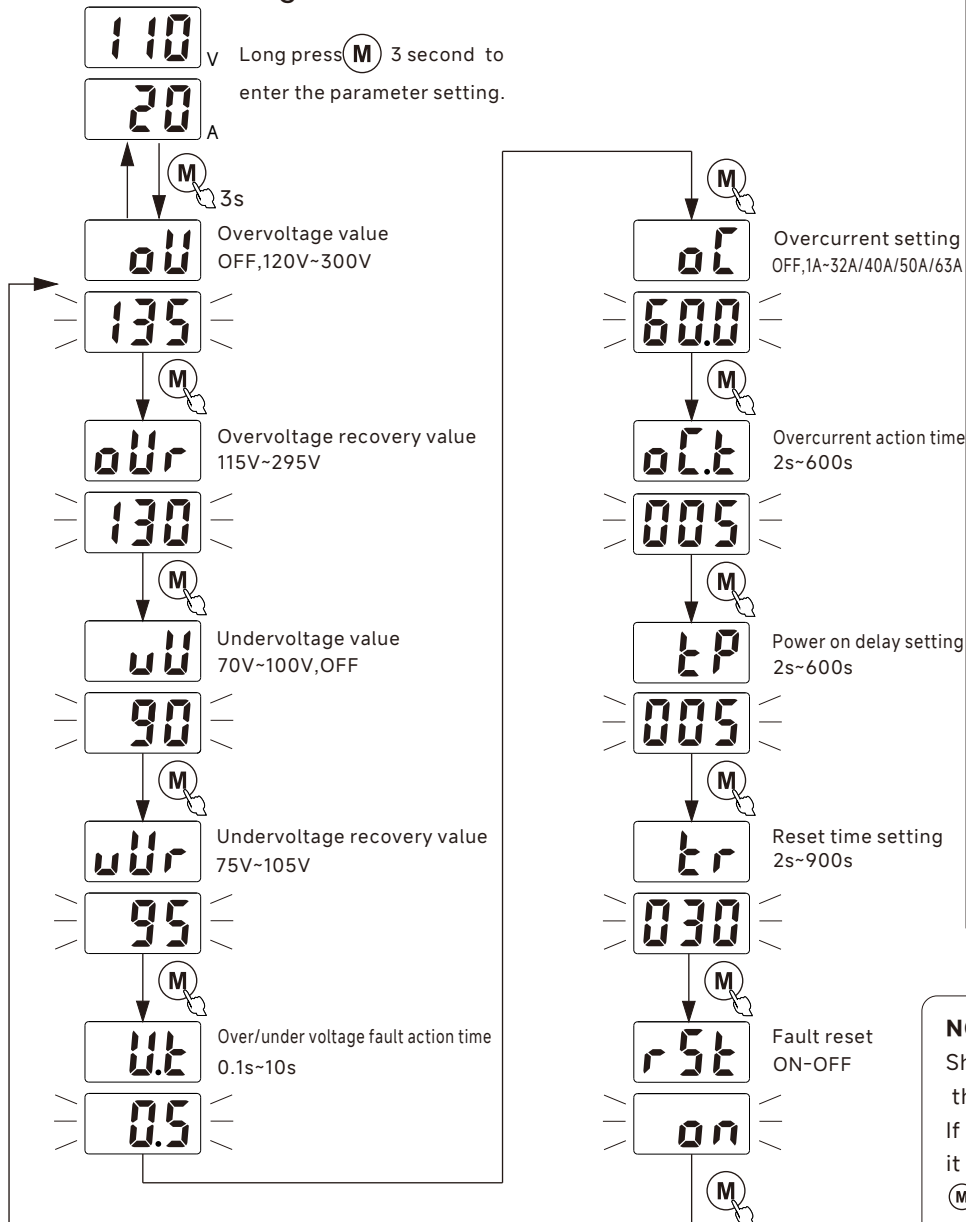 110 V
Long press M 3 second to
enter the parameter setting.
20 A
M
3s
oU
Overvoltage value
OFF,120V~300V
135
M
oUr
Overvoltage recovery value
115V~295V
130
M
uU
Undervoltage value
70V~100V,OFF
90
M
uUr
Undervoltage recovery value
75V~105V
95
M
U.t
Over/under voltage fault action time
0.1s~10s
0.5
M
oC
Overcurrent setting
OFF,1A~32A/40A/50A/63A
60.0
M
oC.t
Overcurrent action time
2s~600s
005
M
tP
Power on delay setting
2s~600s
005
M
tr
Reset time setting
2s~900s
030
M
rSt
Fault reset
ON-OFF
on
M
If
it